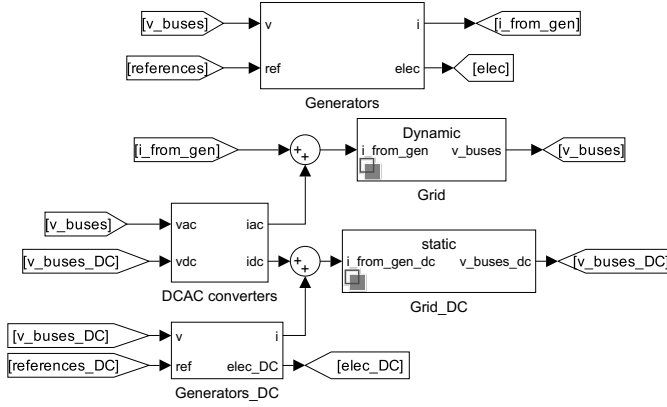 [v_buses] v i [i_from_gen]
[references] ref elec [elec]
Generators
Dynamic
[i_from_gen] + + i_from_gen v_buses [v_buses]
Grid
[v_buses] vac iac
static
[v_buses_DC] vdc idc + + i_from_gen_dc v_buses_dc [v_buses_DC]
DCAC converters
Grid_DC
[v_buses_DC] v i
[references_DC] ref elec_DC [elec_DC]
Generators_DC